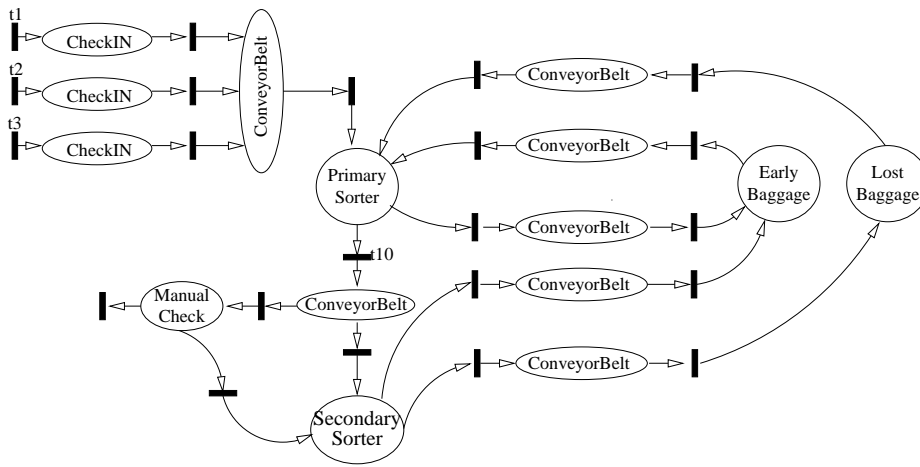 t1
CheckIN
t2
CheckIN
t3
CheckIN
ConveyorBelt
ConveyorBelt
ConveyorBelt
Primary
Sorter
Early
Baggage
Lost
Baggage
ConveyorBelt
t10
ConveyorBelt
Manual
Check
ConveyorBelt
ConveyorBelt
Secondary
Sorter